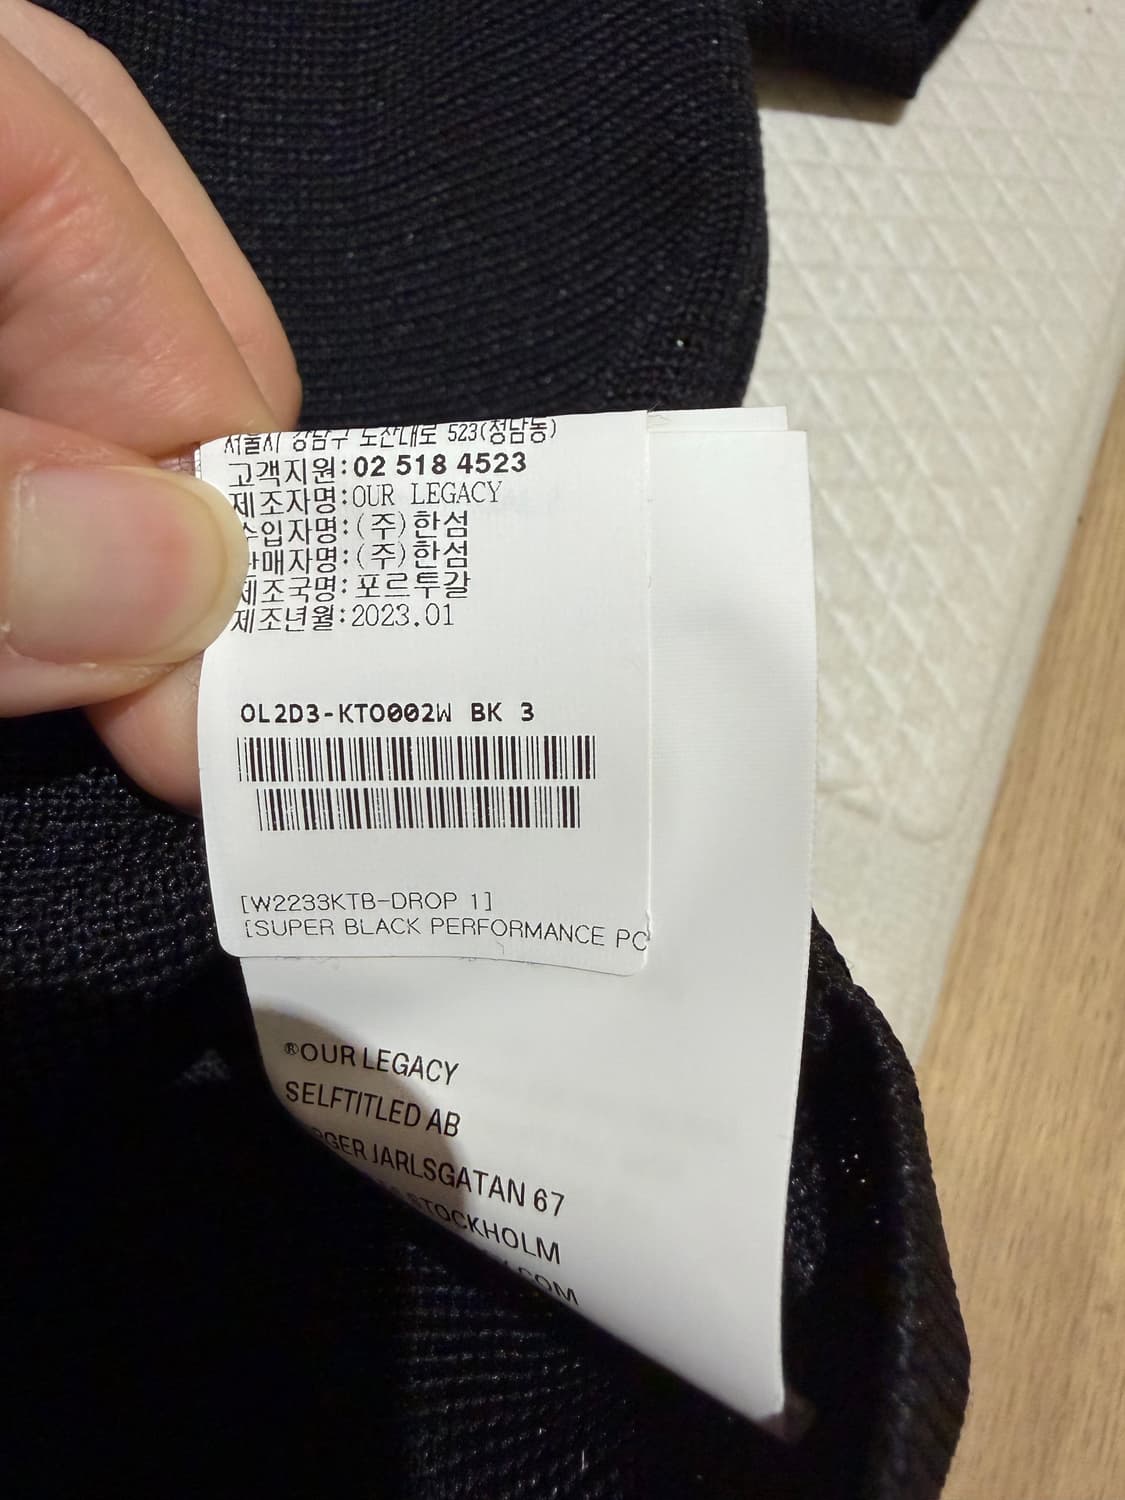 서울시 강남구 도산대로 523(청담동)
고객지원:02 518 4523
제조자명:OUR LEGACY
수입자명:(주)한섬
판매자명:(주)한섬
제조국명:포르투갈
제조년월:2023.01
OL2D3-KTO002W BK 3
[W2233KTB-DROP 1]
[SUPER BLACK PERFORMANCE PO
®OUR LEGACY
SELFTITLED AB
JARLSGATAN 67
STOCKHOLM
.COM